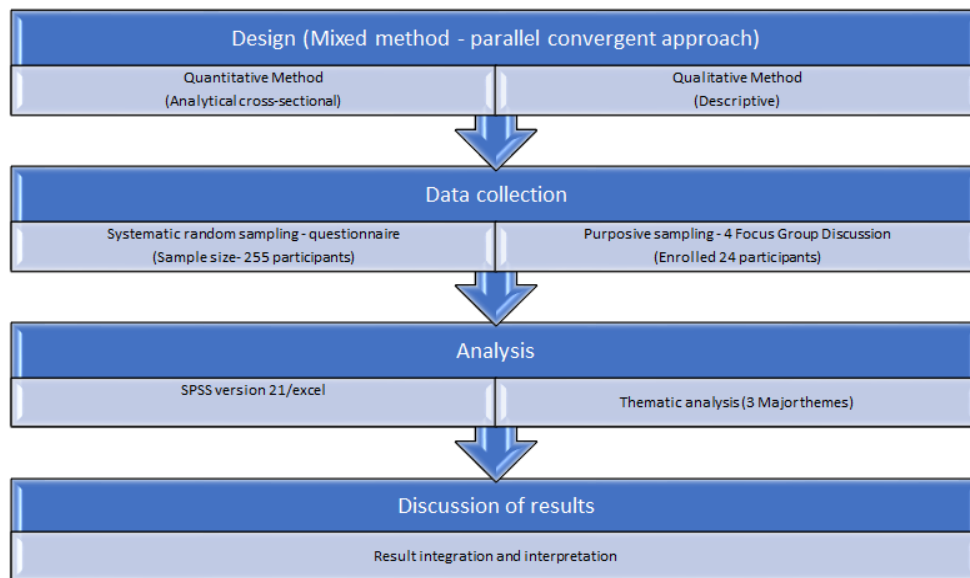 Design (Mixed method - parallel convergent approach)
Quantitative Method
(Analytical cross-sectional)
Qualitative Method
(Descriptive)
Data collection
Systematic random sampling - questionnaire
(Sample size- 255 participants)
Purposive sampling - 4 Focus Group Discussion
(Enrolled 24 participants)
Analysis
SPSS version 21/excel
Thematic analysis (3 Major themes)
Discussion of results
Result integration and interpretation